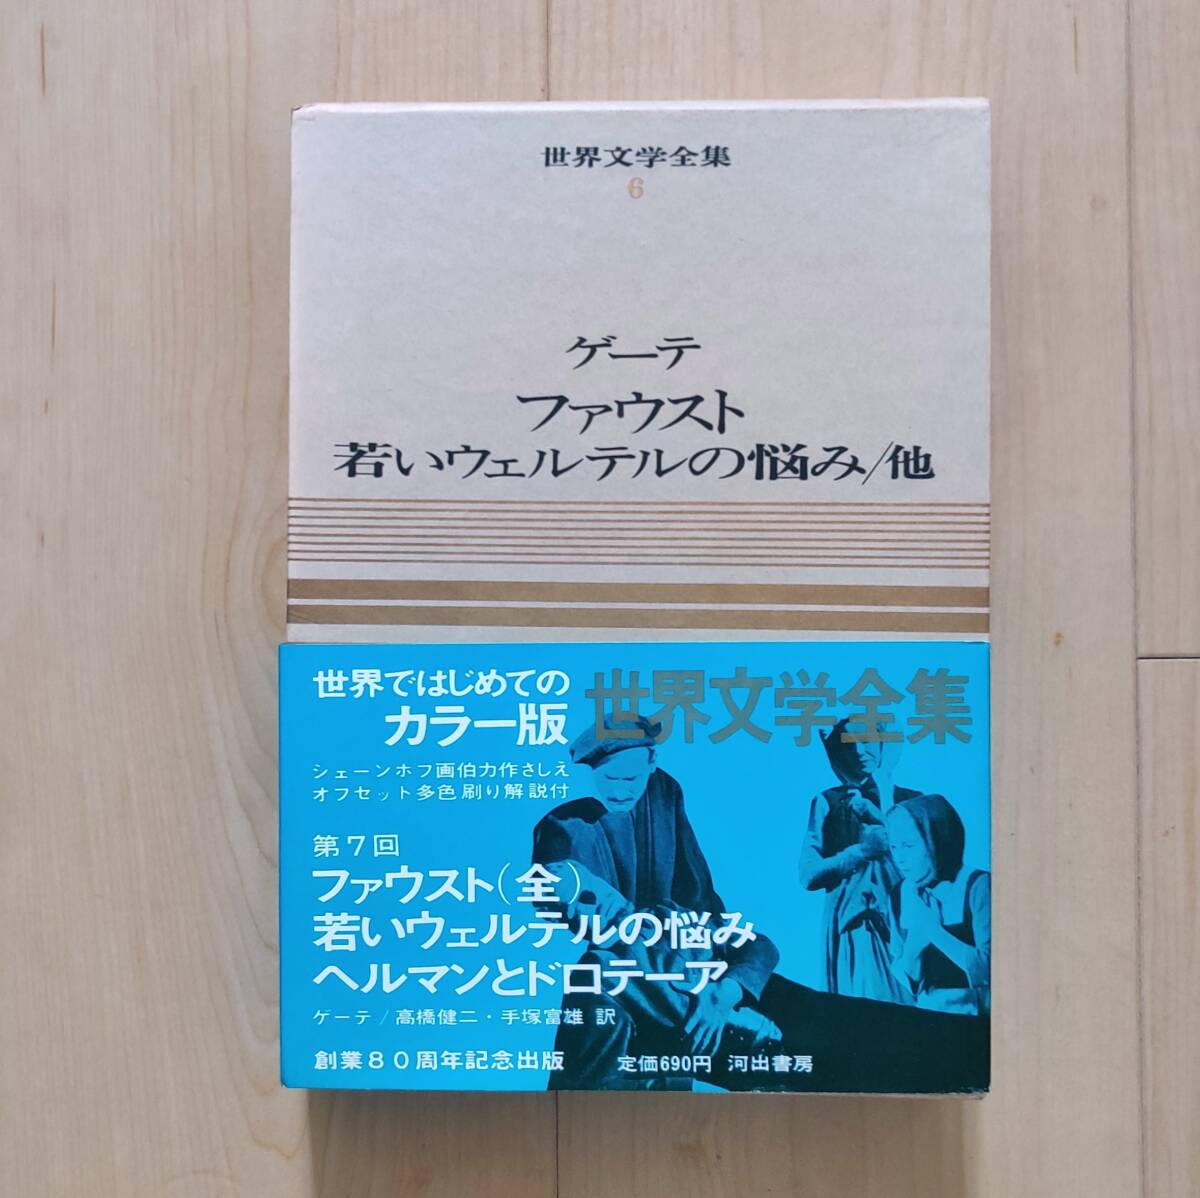 世界文学全集
6
ゲーテ
ファウスト
若いウェルテルの悩み/他
世界ではじめての
カラー版
世界文学全集
シェーンホフ画伯力作さしえ
オフセット多色刷り解説付
第7回
ファウスト(全)
若いウェルテルの悩み
ヘルマンとドロテーア
ゲーテ/高橋健二・手塚富雄 訳
創業80周年記念出版
定価690円 河出書房